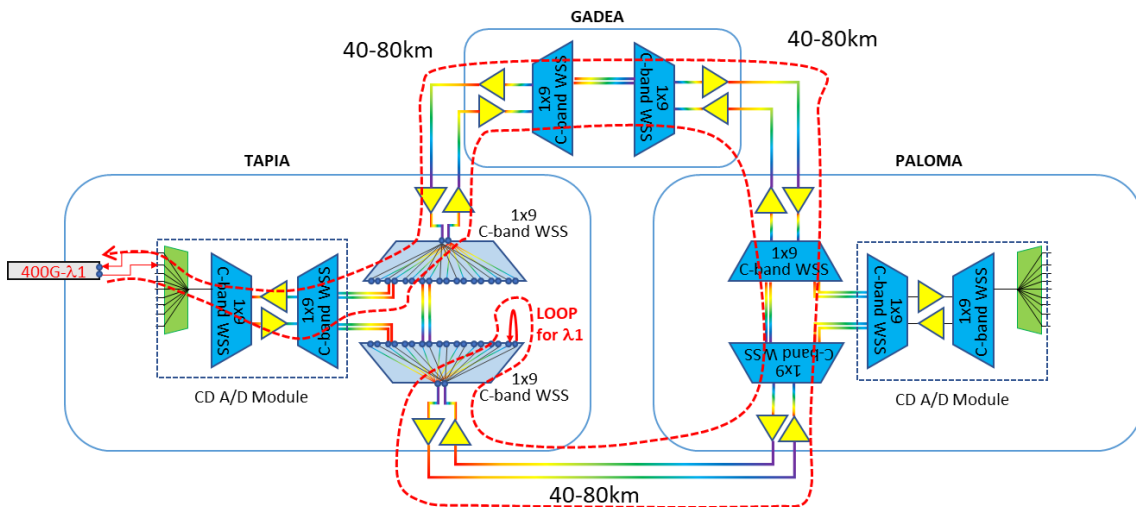 GADEA
40-80km
40-80km
1x9
C-band WSS
1x9
C-band WSS
TAPIA
PALOMA
1x9
C-band WSS
1x9
C-band WSS
400G-λ1
1x9
C-band WSS
1x9
C-band WSS
LOOP
for λ1
1x9
C-band WSS
1x9
C-band WSS
1x9
C-band WSS
1x9
C-band WSS
CD A/D Module
CD A/D Module
40-80km